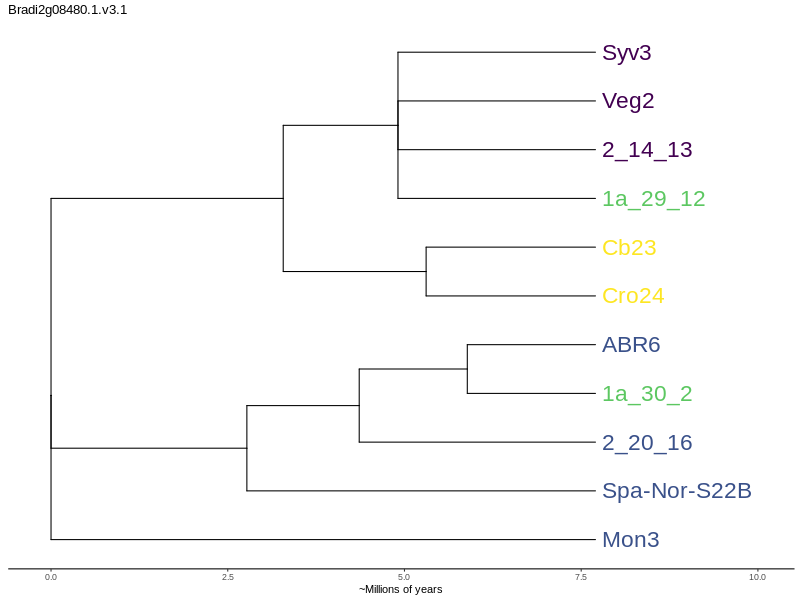 Bradi2g08480.1.v3.1
Syv3
Veg2
2_14_13
1a_29_12
Cb23
Cro24
ABR6
1a_30_2
2_20_16
Spa-Nor-S22B
Mon3
0.0 2.5 5.0 7.5 10.0
~Millions of years